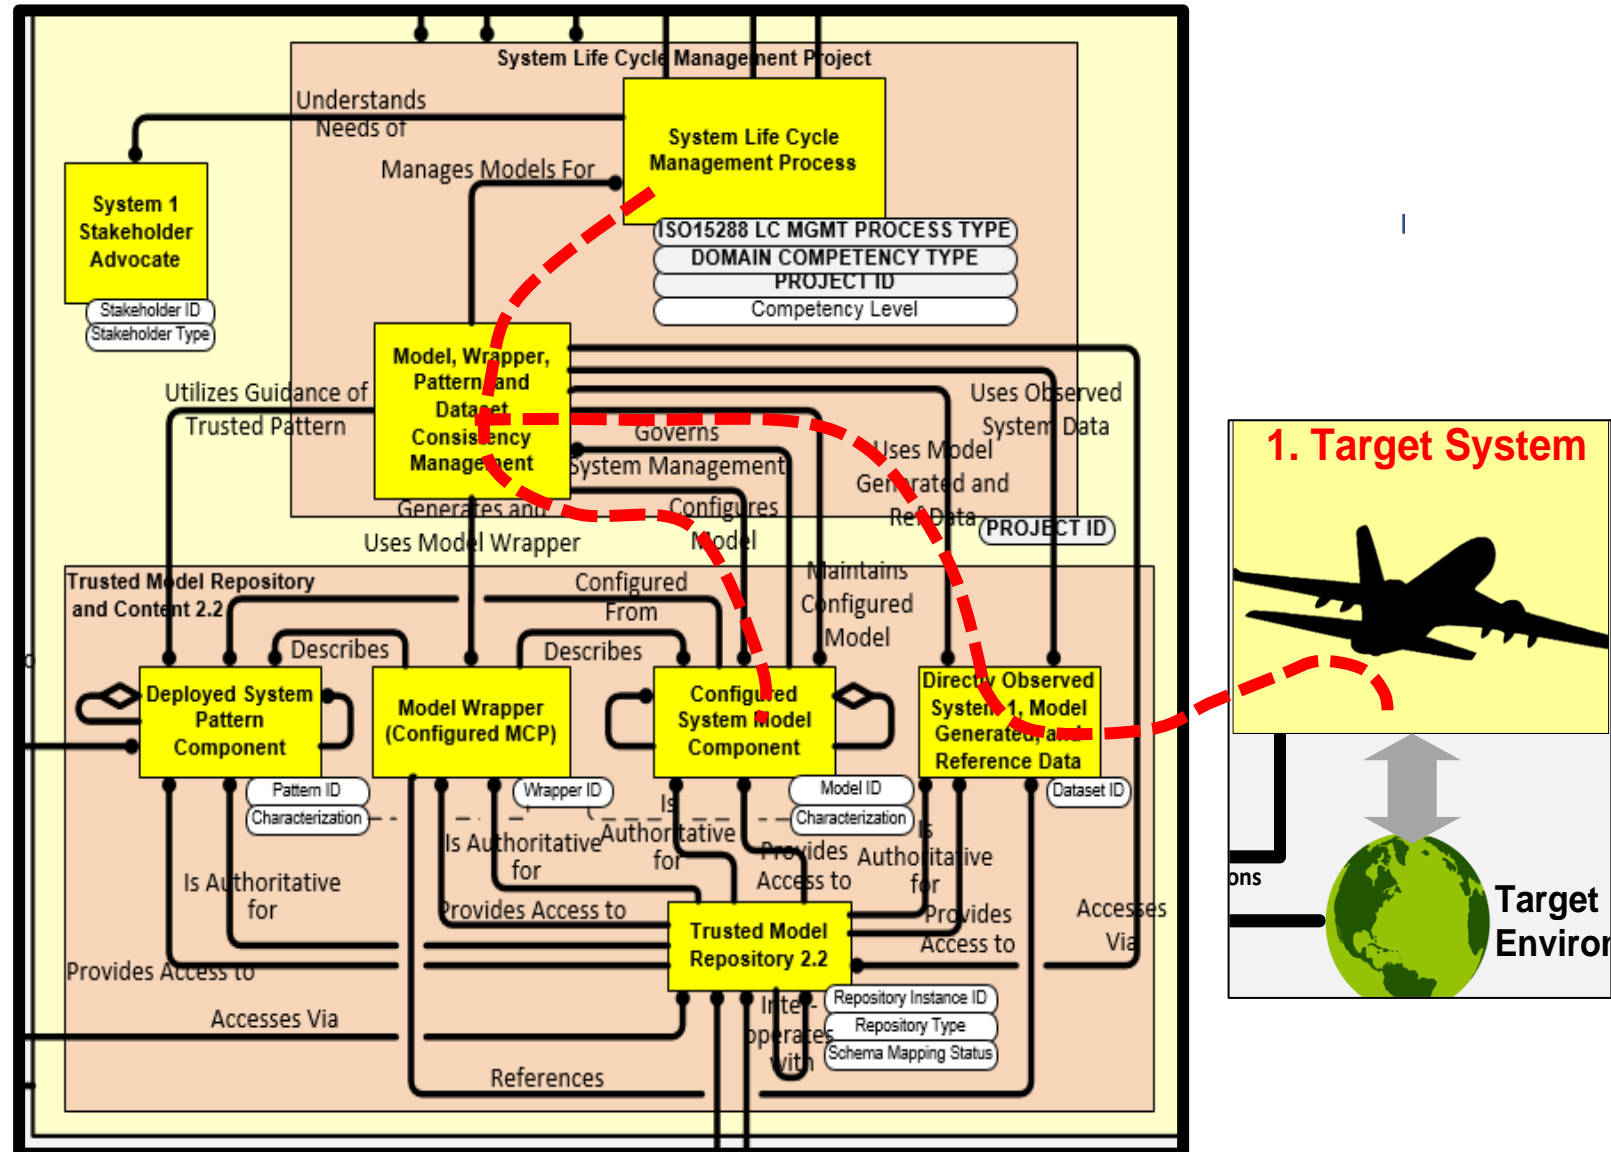 System Life Cycle Management Project
Understands
Needs of
System Life Cycle
Management Process
Manages Models For
System 1
Stakeholder
Advocate
ISO15288 LC MGMT PROCESS TYPE
DOMAIN COMPETENCY TYPE
PROJECT ID
Competency Level
Stakeholder ID
Stakeholder Type
Model, Wrapper,
Pattern, and
Dataset
Consistency
Management
Utilizes Guidance of
Trusted Pattern
Uses Observed
System Data
Governs
System Management
Uses Model
Generated and
Ref Data
PROJECT ID
Generates and
Uses Model Wrapper
Configures
Model
1. Target System
Trusted Model Repository
and Content 2.2
Configured
From
Maintains
Configured
Model
Describes
Describes
Deployed System
Pattern
Component
Model Wrapper
(Configured MCP)
Configured
System Model
Component
Directly Observed
System 1, Model
Generated, and
Reference Data
Pattern ID
Characterization
Wrapper ID
Model ID
Characterization
Dataset ID
Is Authoritative
for
Is Authoritative
for
Is
Authoritative
for
Provides
Access to
Is
Authoritative
for
Provides Access to
Provides
Access to
Accesses
Via
Trusted Model
Repository 2.2
Provides Access to
Accesses Via
Inter-
operates
with
Repository Instance ID
Repository Type
Schema Mapping Status
References
ons
Target
Environ